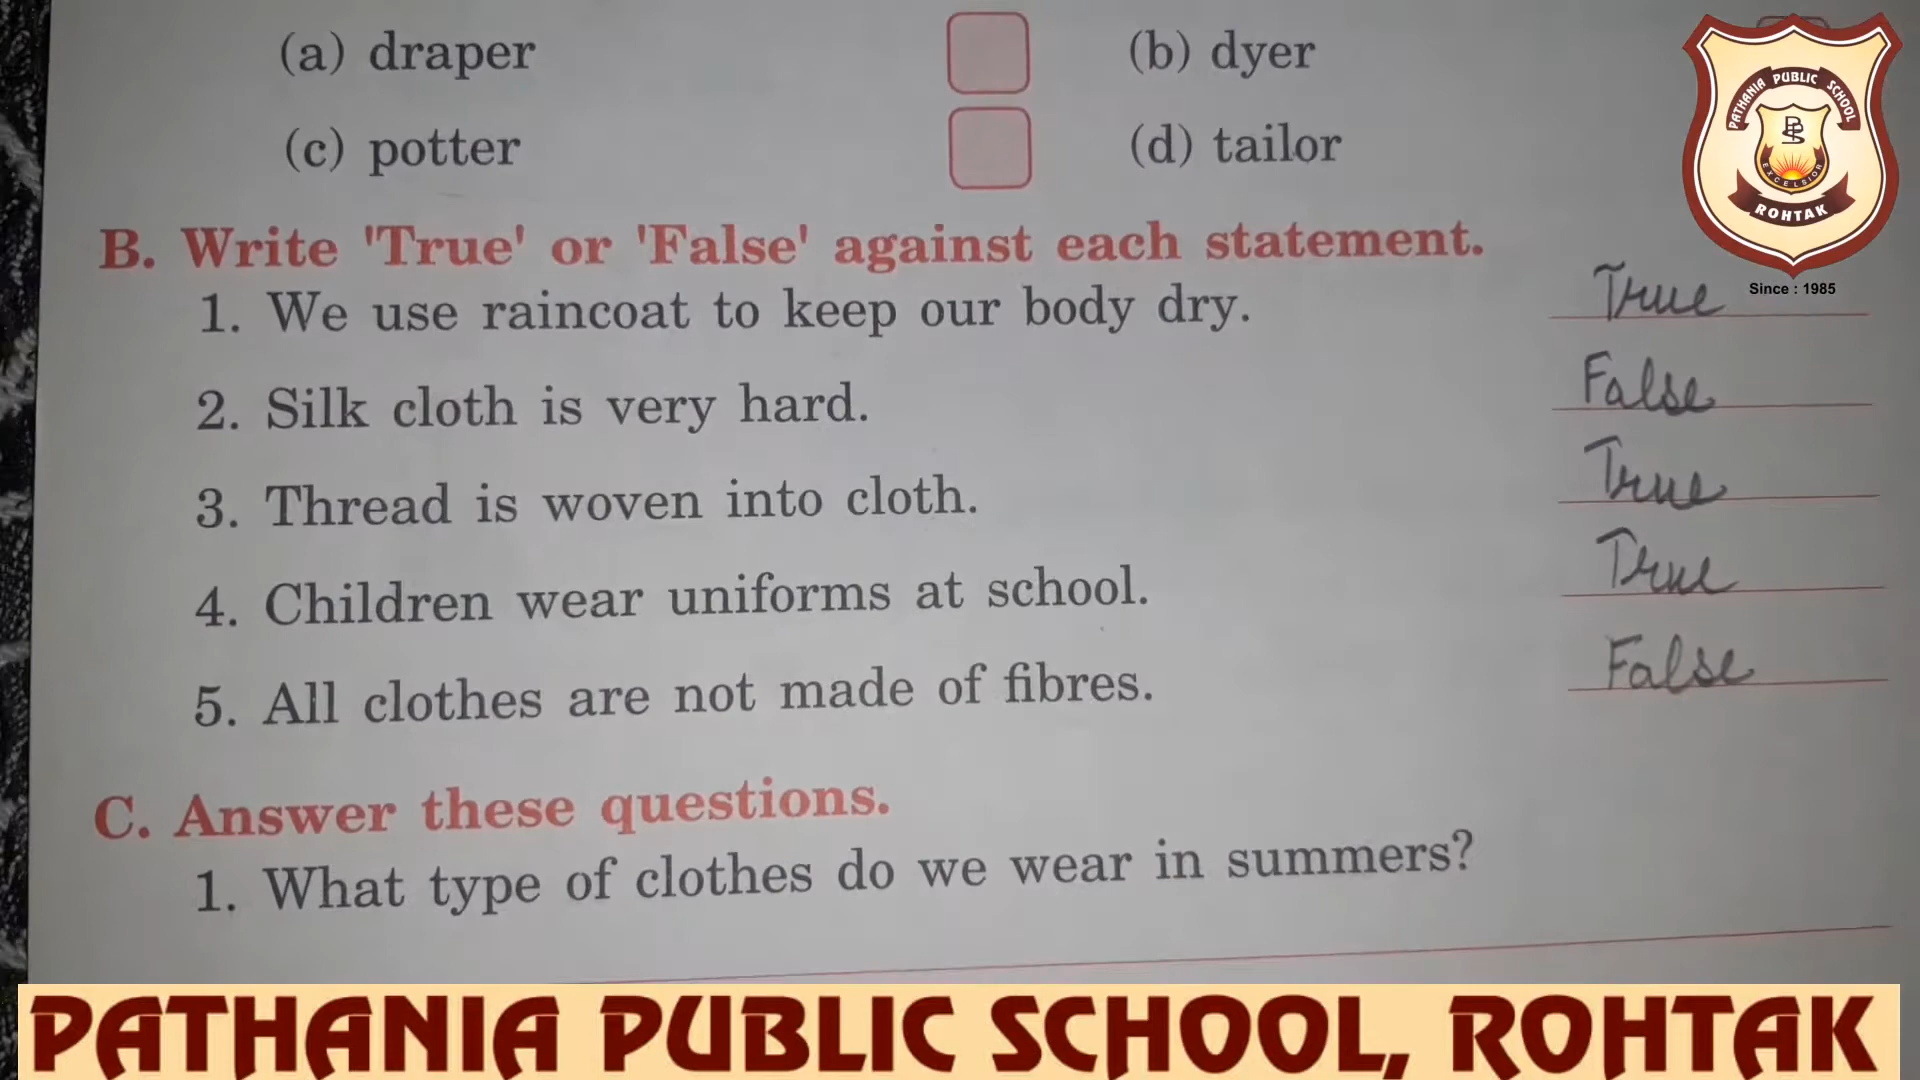 (a) draper (b) dyer
(c) potter (d) tailor
B. Write 'True' or 'False' against each statement.
1. We use raincoat to keep our body dry. True
2. Silk cloth is very hard. False
3. Thread is woven into cloth. True
4. Children wear uniforms at school. True
5. All clothes are not made of fibres. False
C. Answer these questions.
1. What type of clothes do we wear in summers?
PATHANIA PUBLIC SCHOOL
PPS
EXCELSIOR
ROHTAK
Since : 1985
PATHANIA PUBLIC SCHOOL, ROHTAK